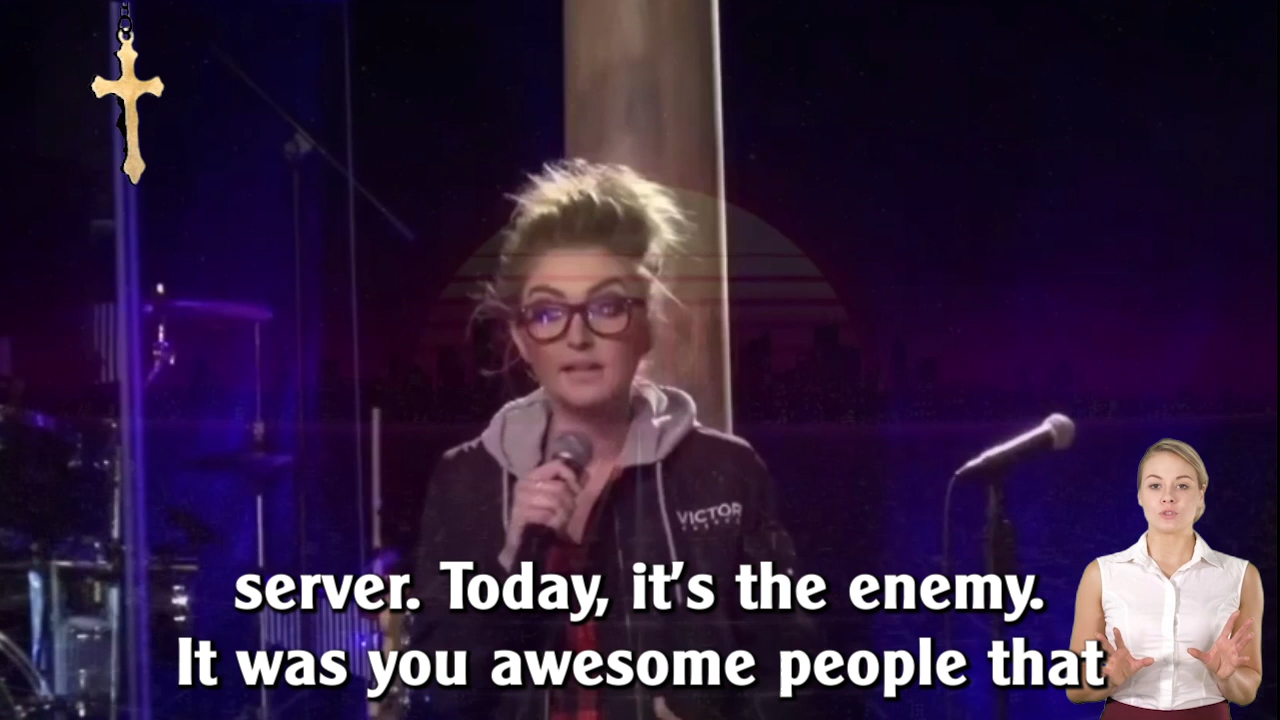 VICTOR
server. Today, it's the enemy.
It was you awesome people that